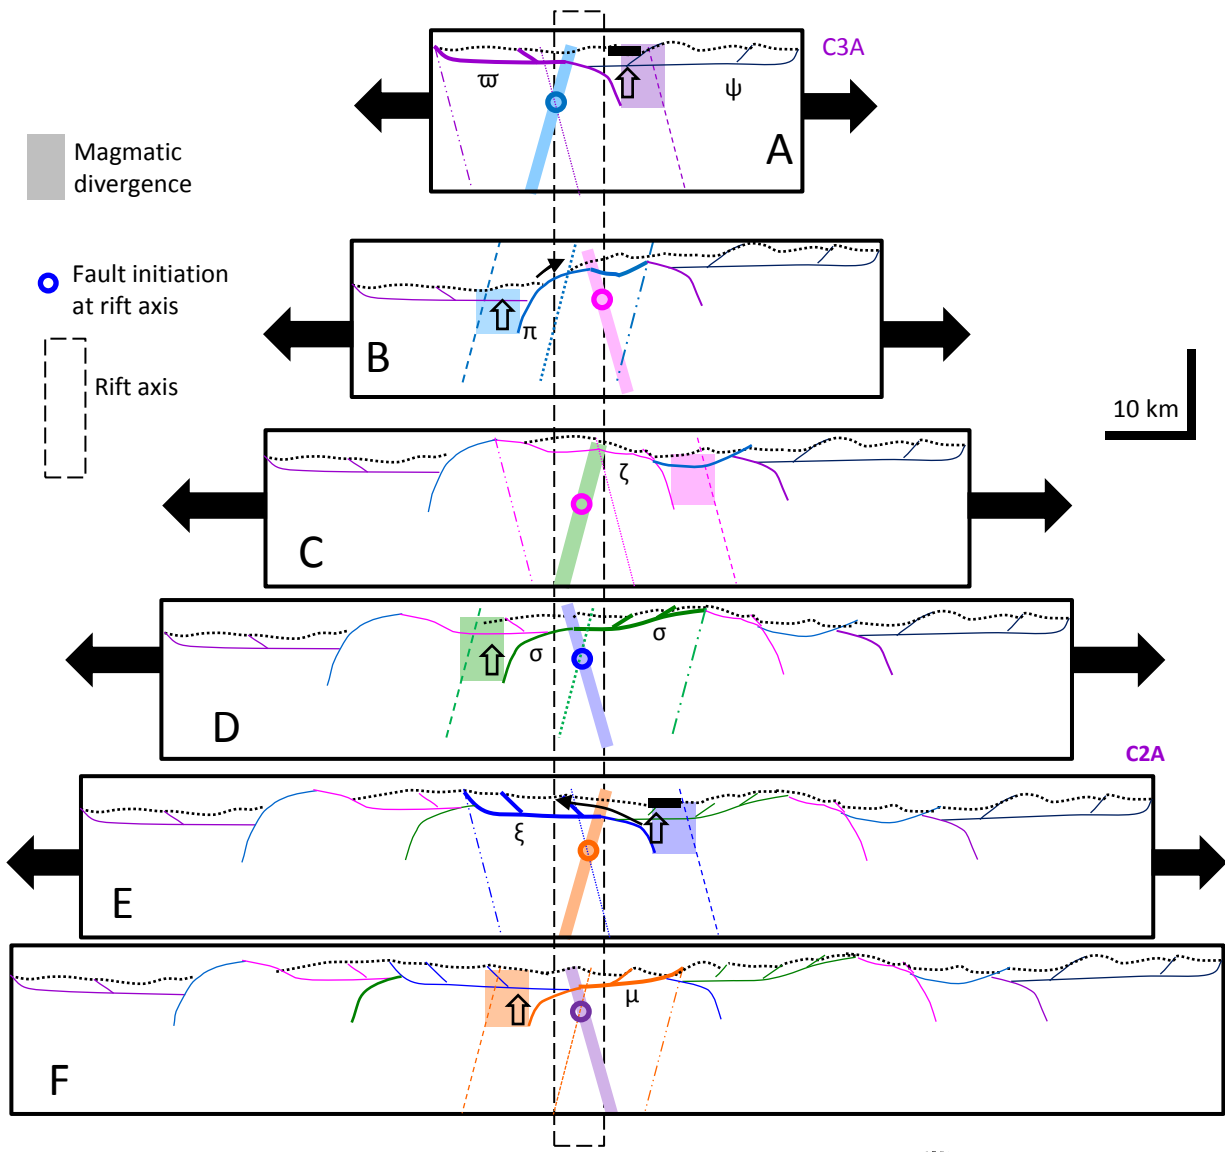 C3A
ϖ
ψ
A
Magmatic
divergence
Fault initiation
at rift axis
π
B
Rift axis
10 km
ζ
C
σ
σ
D
C2A
ξ
E
μ
F